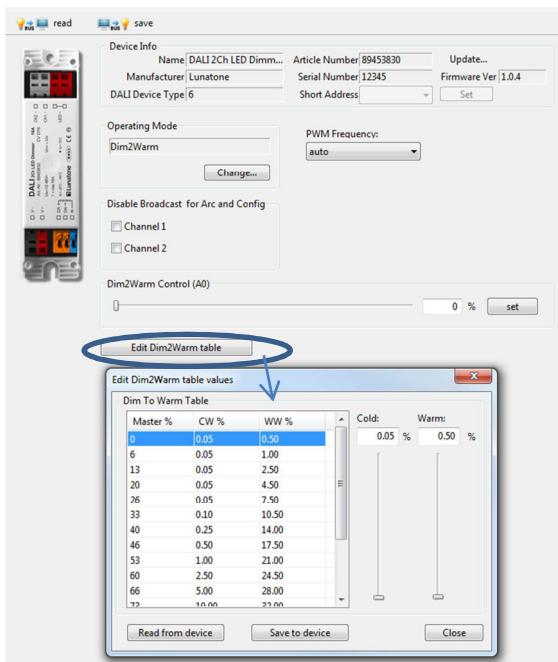 read save
Device Info
Name DALI 2Ch LED Dimm... Article Number 89453830 Update...
Manufacturer Lunatone Serial Number 12345 Firmware Ver 1.0.4
DALI Device Type 6 Short Address Set
Operating Mode
Dim2Warm
Change...
PWM Frequency:
auto
Disable Broadcast for Arc and Config
Channel 1
Channel 2
Dim2Warm Control (A0)
0 % set
Edit Dim2Warm table
Edit Dim2Warm table values
Dim To Warm Table
Master % CW % WW %
0 0.05 0.50
6 0.05 1.00
13 0.05 2.50
20 0.05 4.50
26 0.05 7.50
33 0.10 10.50
40 0.25 14.00
46 0.50 17.50
53 1.00 21.00
60 2.50 24.50
66 5.00 28.00
73 10.00 32.00
Cold: Warm:
0.05 % 0.50 %
Read from device Save to device Close